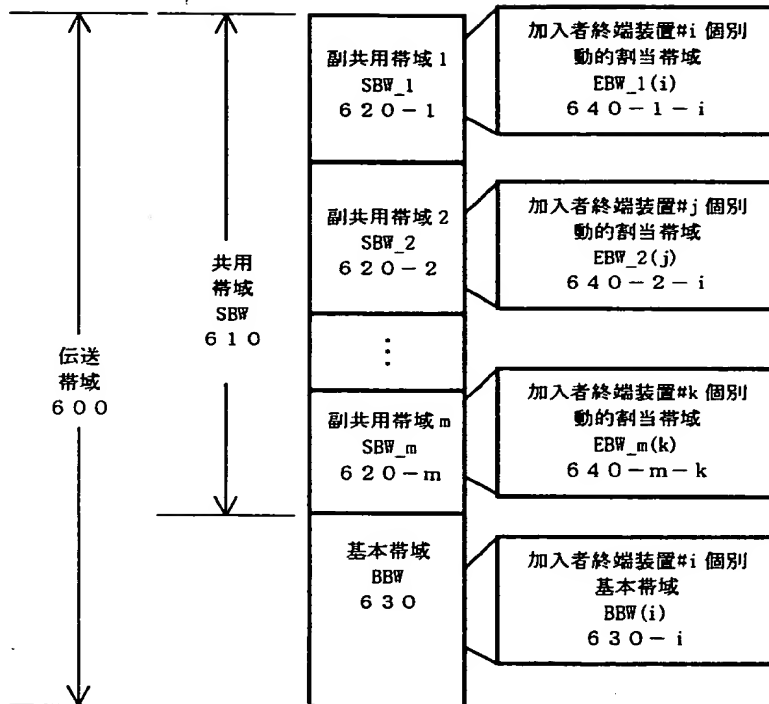 伝送
帯域
６００
共用
帯域
SBW
６１０
副共用帯域１
SBW_1
６２０−１
副共用帯域２
SBW_2
６２０−２
⋮
副共用帯域ｍ
SBW_m
６２０−ｍ
基本帯域
BBW
６３０
加入者終端装置#i 個別
動的割当帯域
EBW_1(i)
６４０−１−ｉ
加入者終端装置#j 個別
動的割当帯域
EBW_2(j)
６４０−２−ｉ
加入者終端装置#k 個別
動的割当帯域
EBW_m(k)
６４０−ｍ−ｋ
加入者終端装置#i 個別
基本帯域
BBW(i)
６３０−ｉ